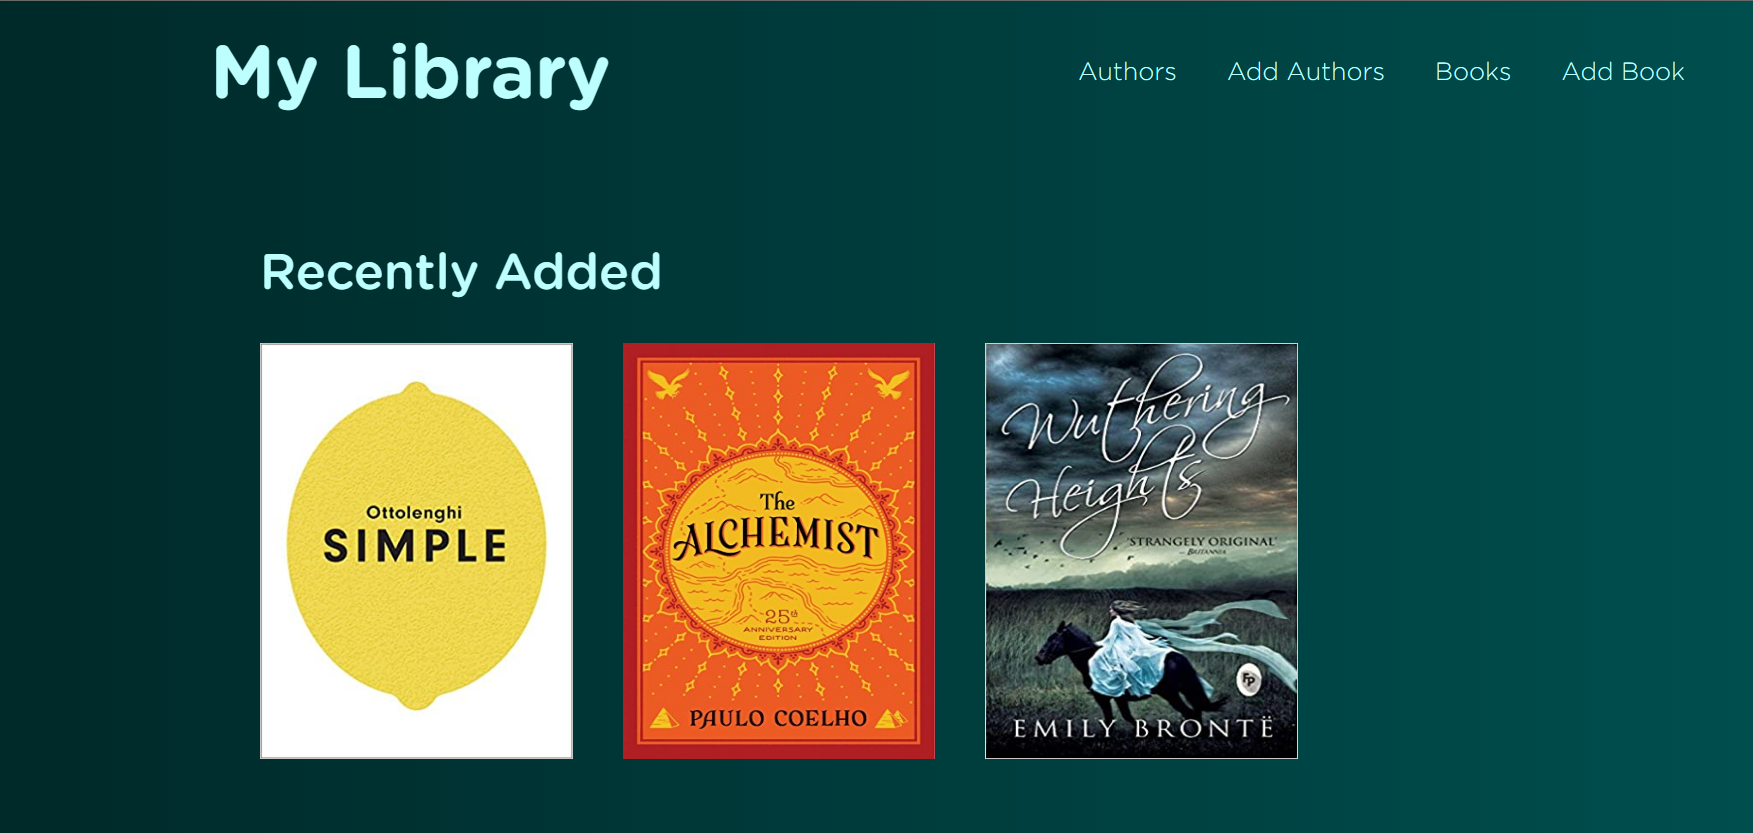 My Library
Authors Add Authors Books Add Book
Recently Added
Ottolenghi
SIMPLE
The
ALCHEMIST
25th
ANNIVERSARY
EDITION
PAULO COELHO
Wuthering
Heights
'STRANGELY ORIGINAL'
— BRITANNIA
FP
EMILY BRONTË